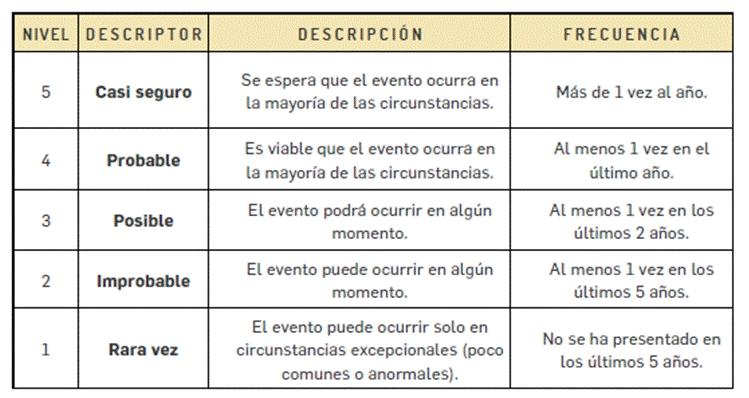 NIVEL DESCRIPTOR DESCRIPCIÓN FRECUENCIA
5 Casi seguro Se espera que el evento ocurra en la mayoría de las circunstancias. Más de 1 vez al año.
4 Probable Es viable que el evento ocurra en la mayoría de las circunstancias. Al menos 1 vez en el último año.
3 Posible El evento podrá ocurrir en algún momento. Al menos 1 vez en los últimos 2 años.
2 Improbable El evento puede ocurrir en algún momento. Al menos 1 vez en los últimos 5 años.
1 Rara vez El evento puede ocurrir solo en circunstancias excepcionales (poco comunes o anormales). No se ha presentado en los últimos 5 años.